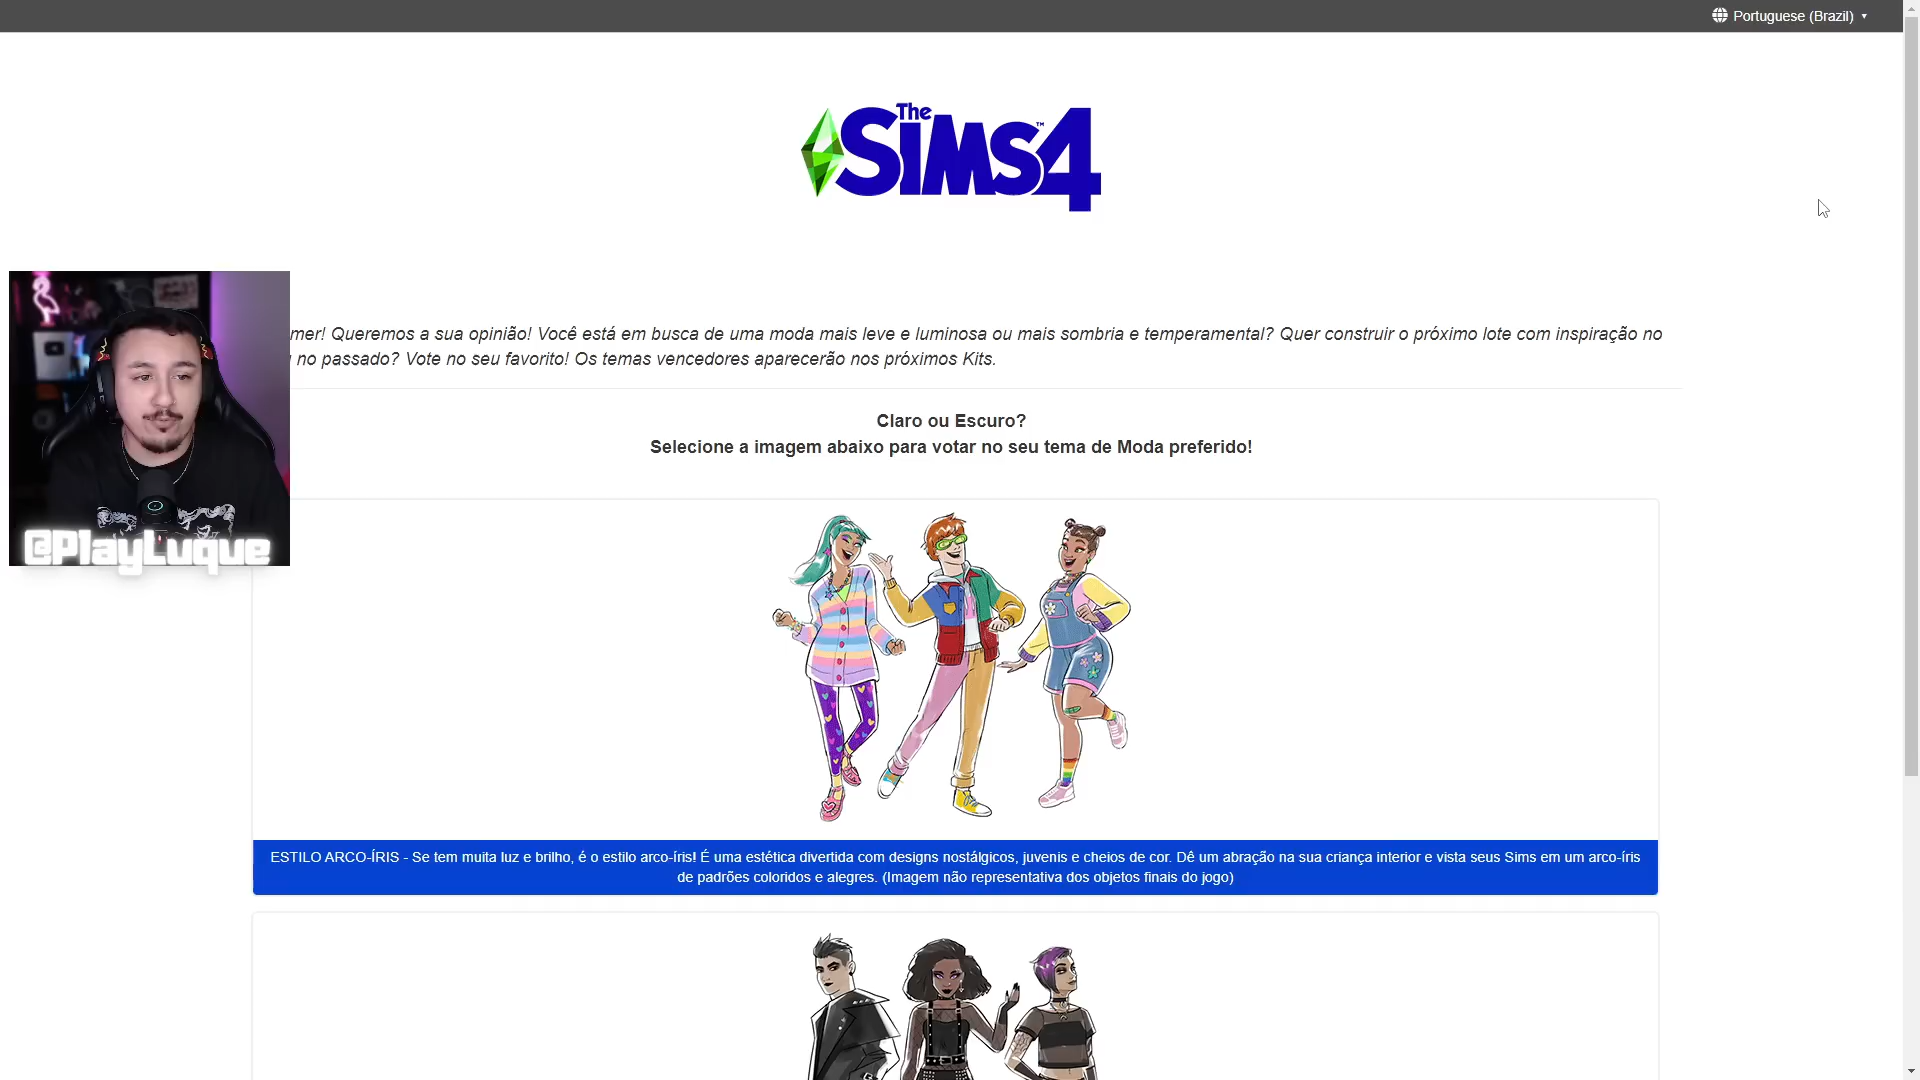 Portuguese (Brazil)
The
SiMS4
™
mer! Queremos a sua opinião! Você está em busca de uma moda mais leve e luminosa ou mais sombria e temperamental? Quer construir o próximo lote com inspiração no
no passado? Vote no seu favorito! Os temas vencedores aparecerão nos próximos Kits.
Claro ou Escuro?
Selecione a imagem abaixo para votar no seu tema de Moda preferido!
@PlayLuque
ESTILO ARCO-ÍRIS - Se tem muita luz e brilho, é o estilo arco-íris! É uma estética divertida com designs nostálgicos, juvenis e cheios de cor. Dê um abração na sua criança interior e vista seus Sims em um arco-íris
de padrões coloridos e alegres. (Imagem não representativa dos objetos finais do jogo)